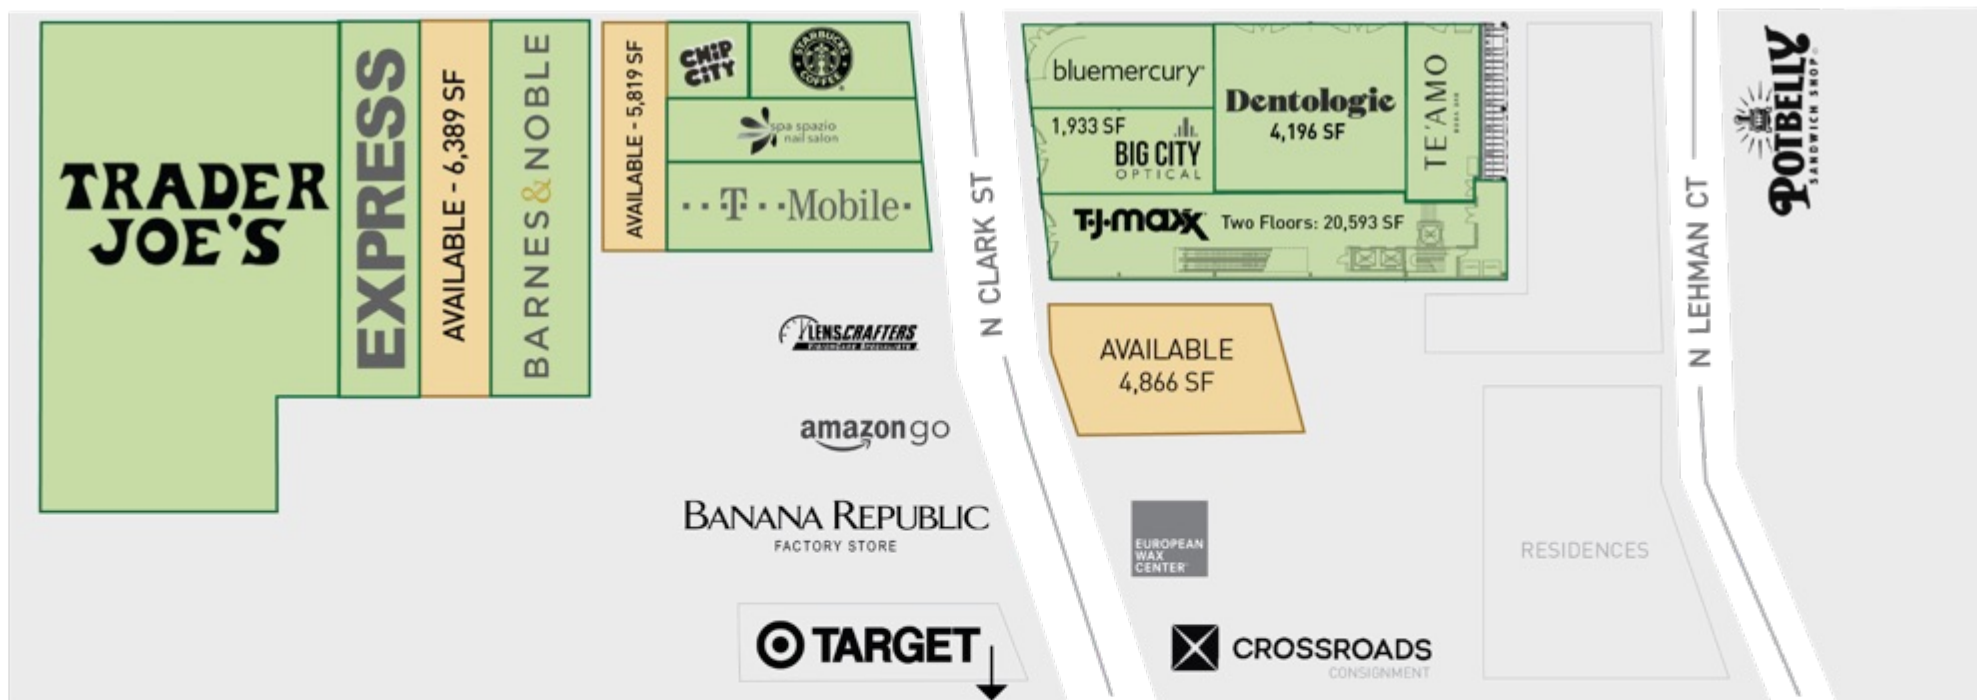 TRADER
JOE'S
EXPRESS
AVAILABLE - 6,389 SF
BARNES&NOBLE
AVAILABLE - 5,819 SF
CHIP
CITY
STARBUCKS
COFFEE
spa spazio
nail salon
T Mobile
LENSCRAFTERS
amazon go
BANANA REPUBLIC
FACTORY STORE
TARGET
N CLARK ST
bluemercury
1,933 SF
BIG CITY
OPTICAL
Dentologie
4,196 SF
TE'AMO
T·J·maxx
Two Floors: 20,593 SF
AVAILABLE
4,866 SF
EUROPEAN
WAX
CENTER
CROSSROADS
CONSIGNMENT
RESIDENCES
N LEHMAN CT
POTBELLY
SANDWICH SHOP